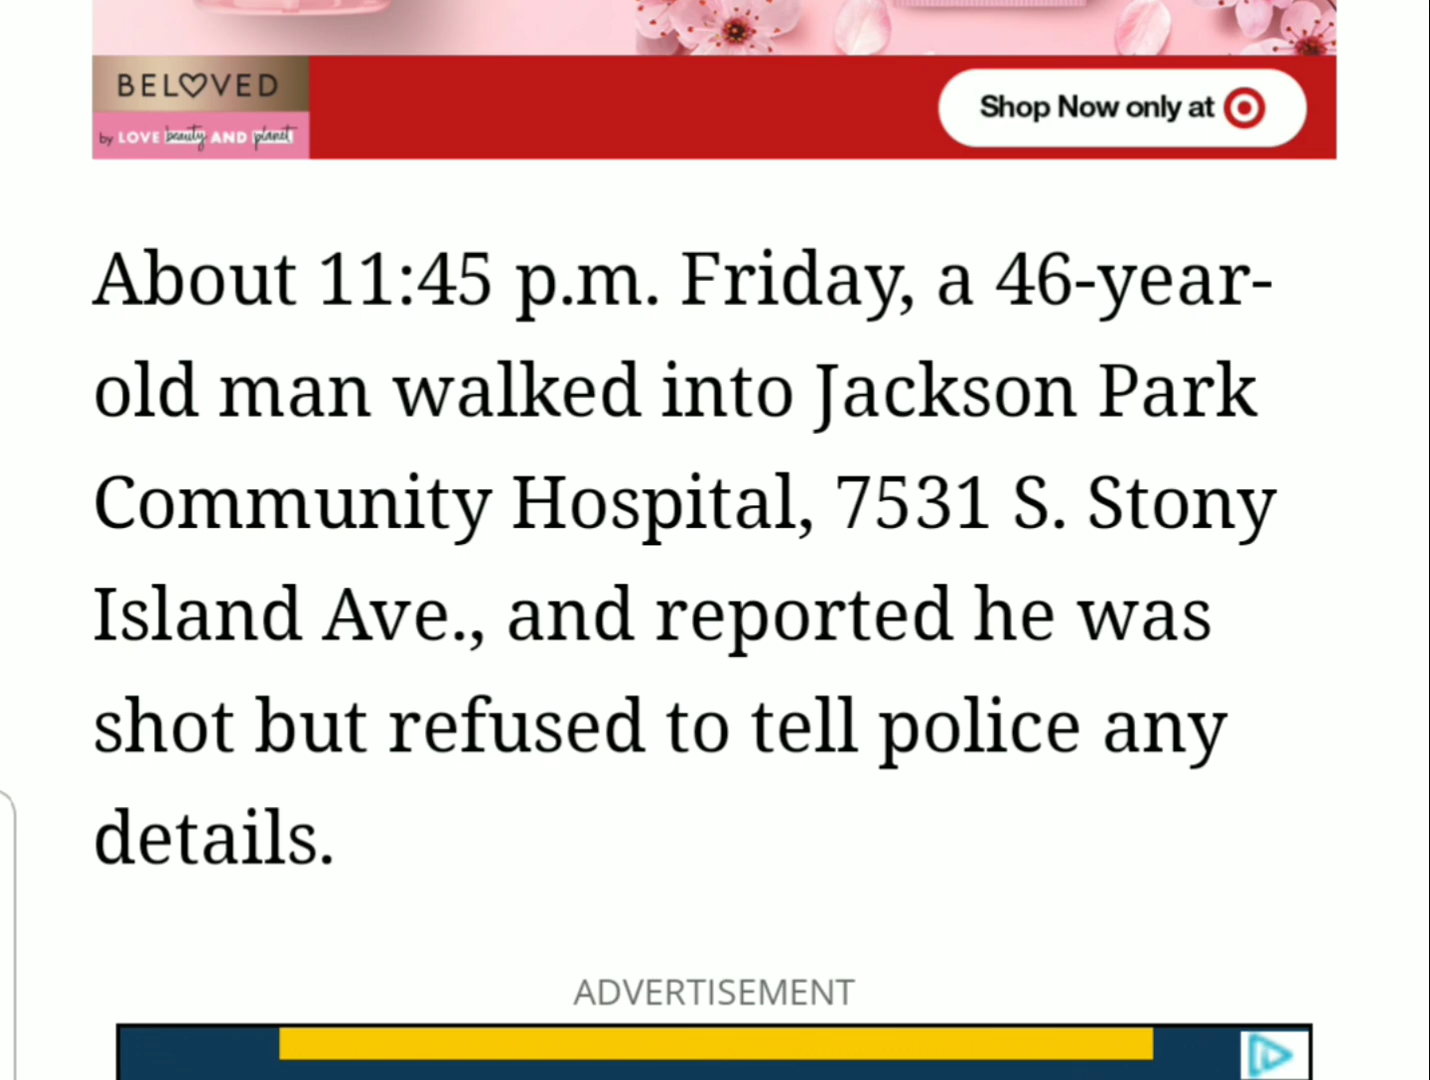 BELOVED
by LOVE beauty AND planet
Shop Now only at
About 11:45 p.m. Friday, a 46-year-
old man walked into Jackson Park
Community Hospital, 7531 S. Stony
Island Ave., and reported he was
shot but refused to tell police any
details.
ADVERTISEMENT